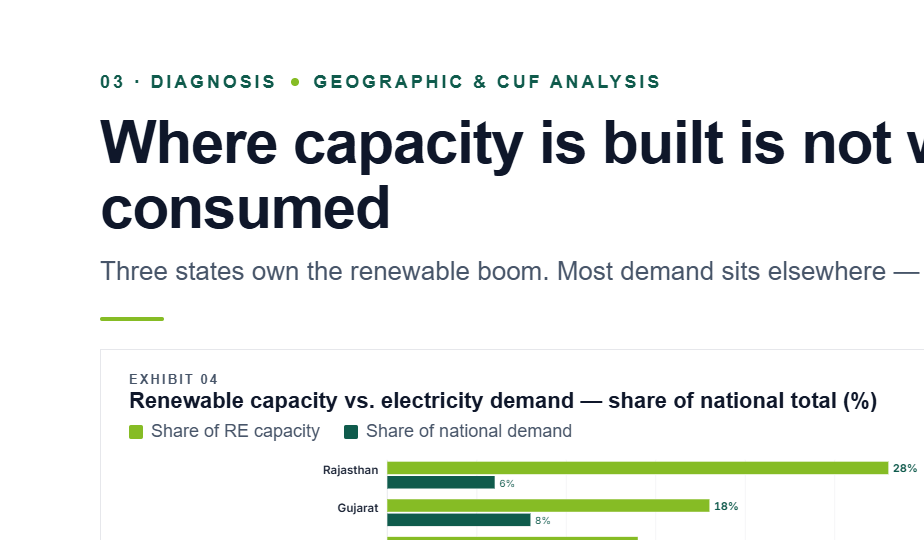 03 · DIAGNOSIS ● GEOGRAPHIC & CUF ANALYSIS
Where capacity is built is not
consumed
Three states own the renewable boom. Most demand sits elsewhere —
EXHIBIT 04
Renewable capacity vs. electricity demand — share of national total (%)
Share of RE capacity Share of national demand
Rajasthan 28%
6%
Gujarat 18%
8%